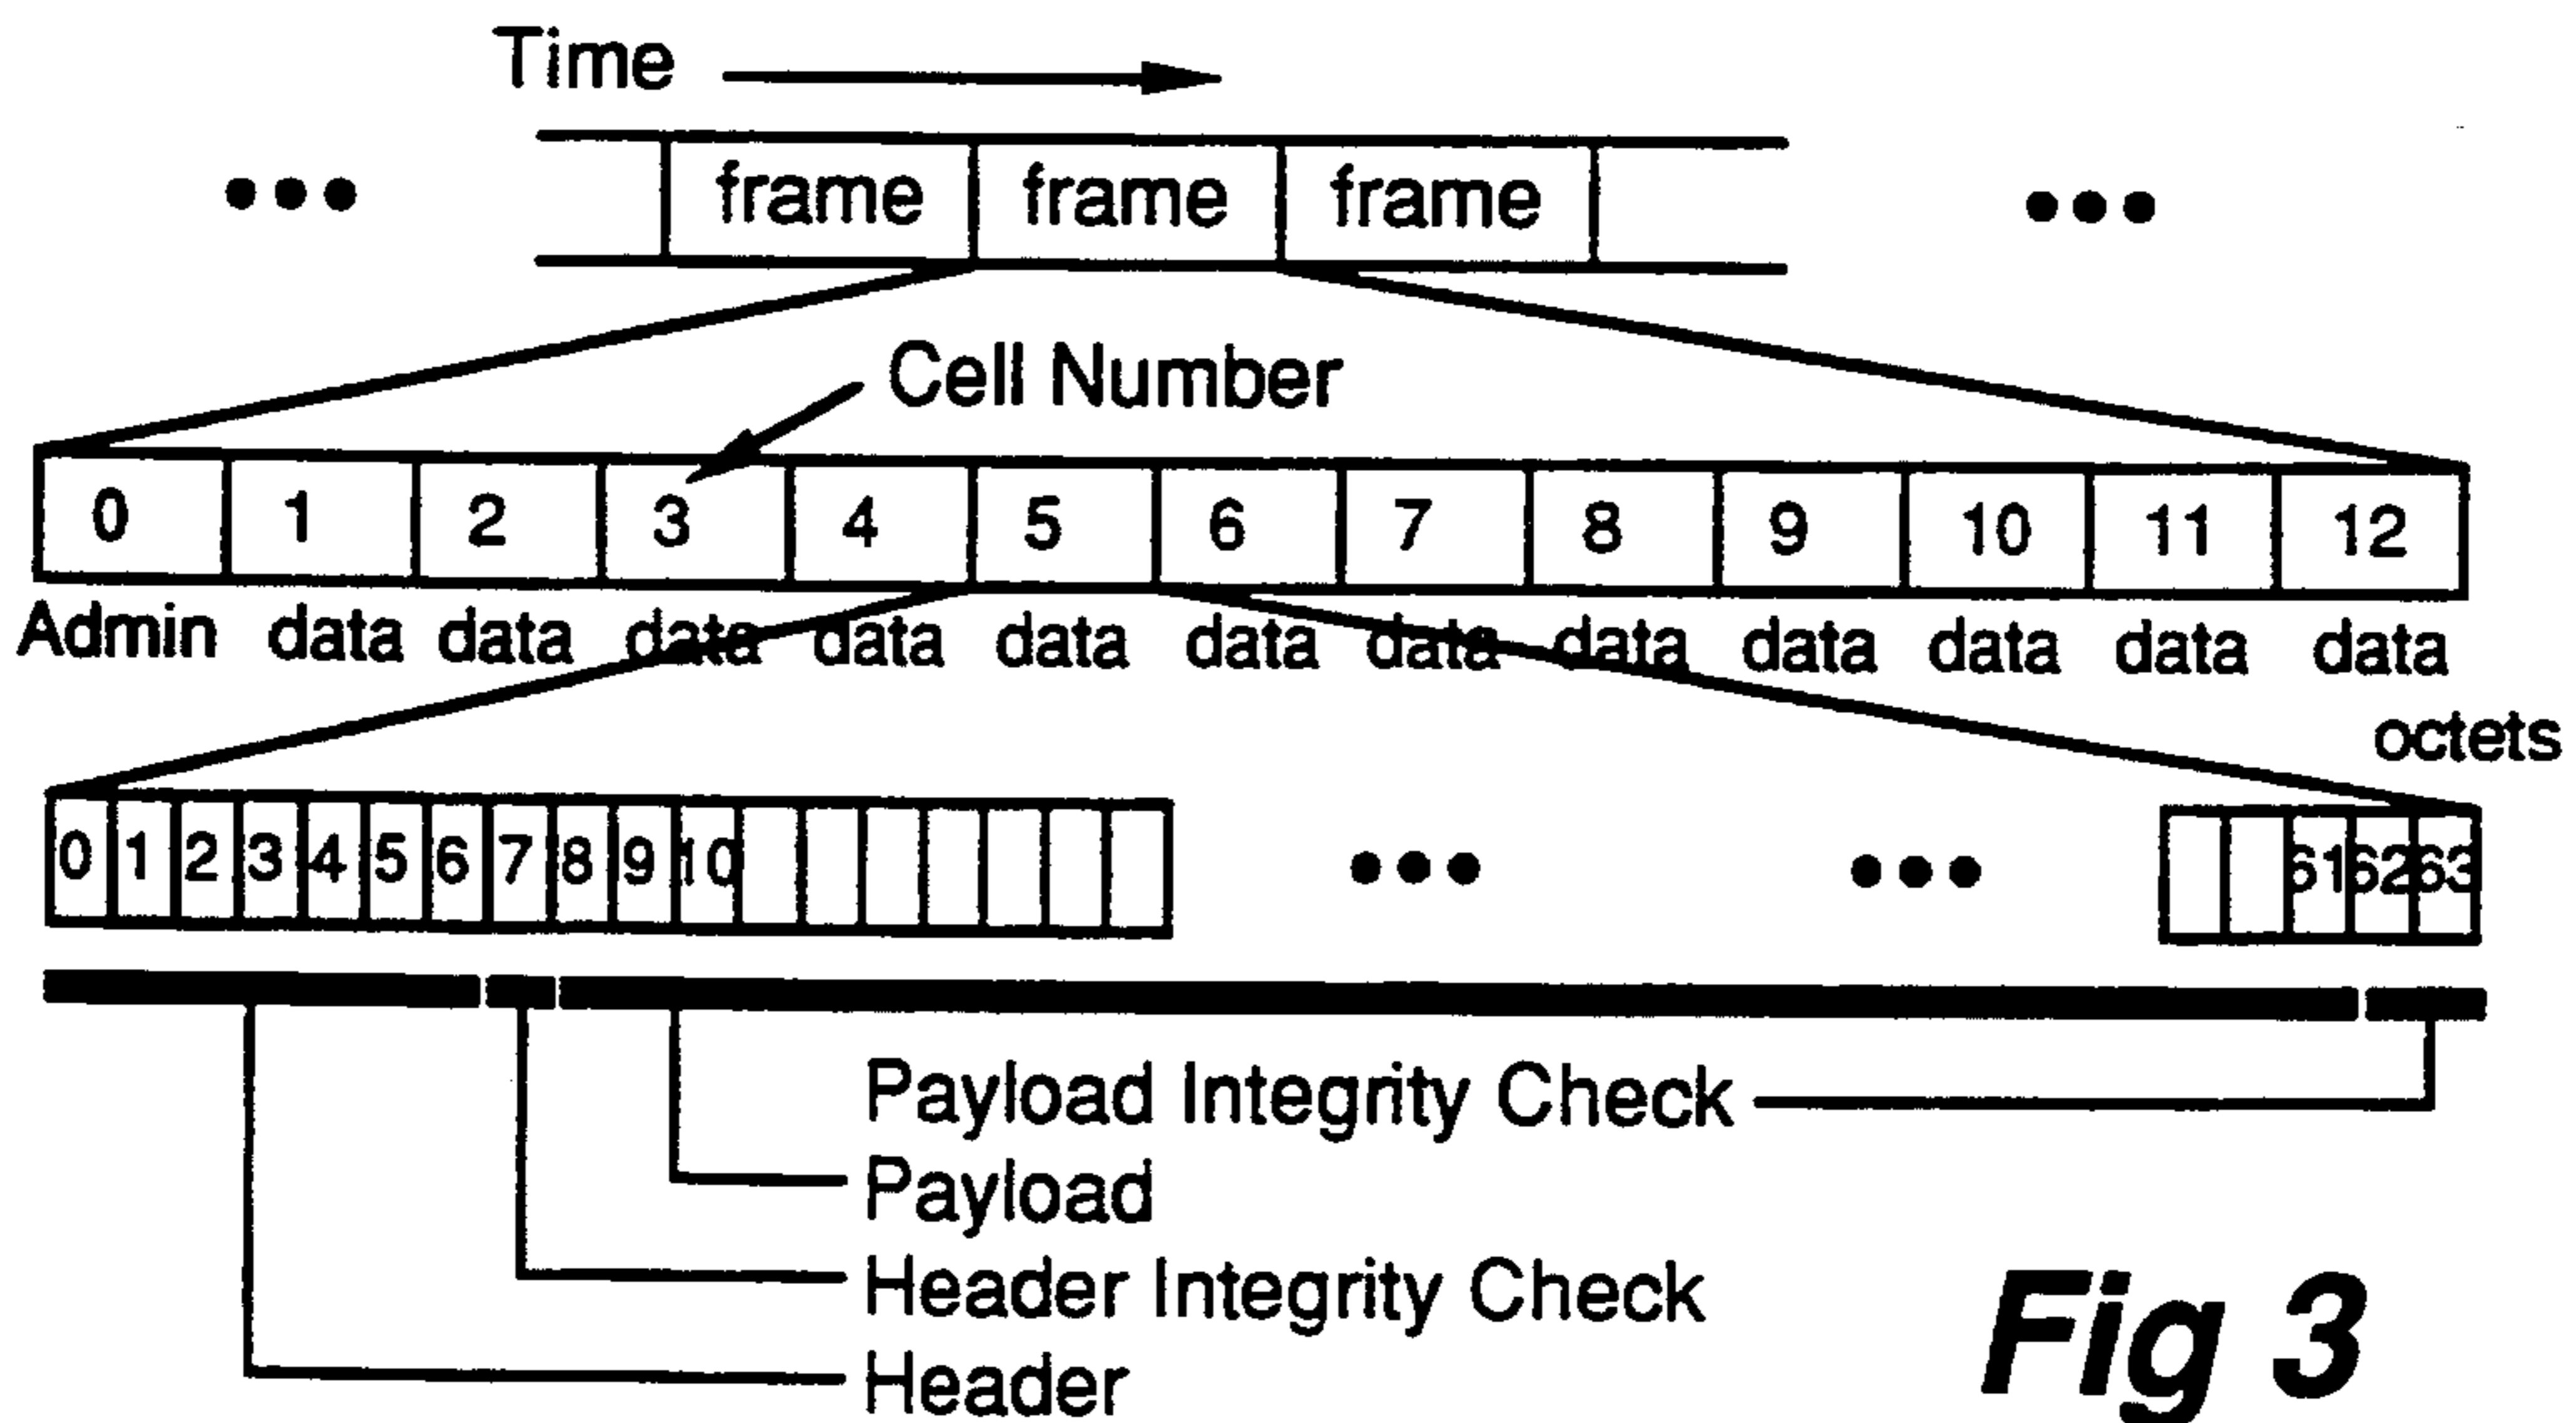 Time
frame frame frame
Cell Number
0 1 2 3 4 5 6 7 8 9 10 11 12
Admin data data data data data data data data data data data data
octets
0 1 2 3 4 5 6 7 8 9 10 61 62 63
Payload Integrity Check
Payload
Header Integrity Check
Header
Fig 3